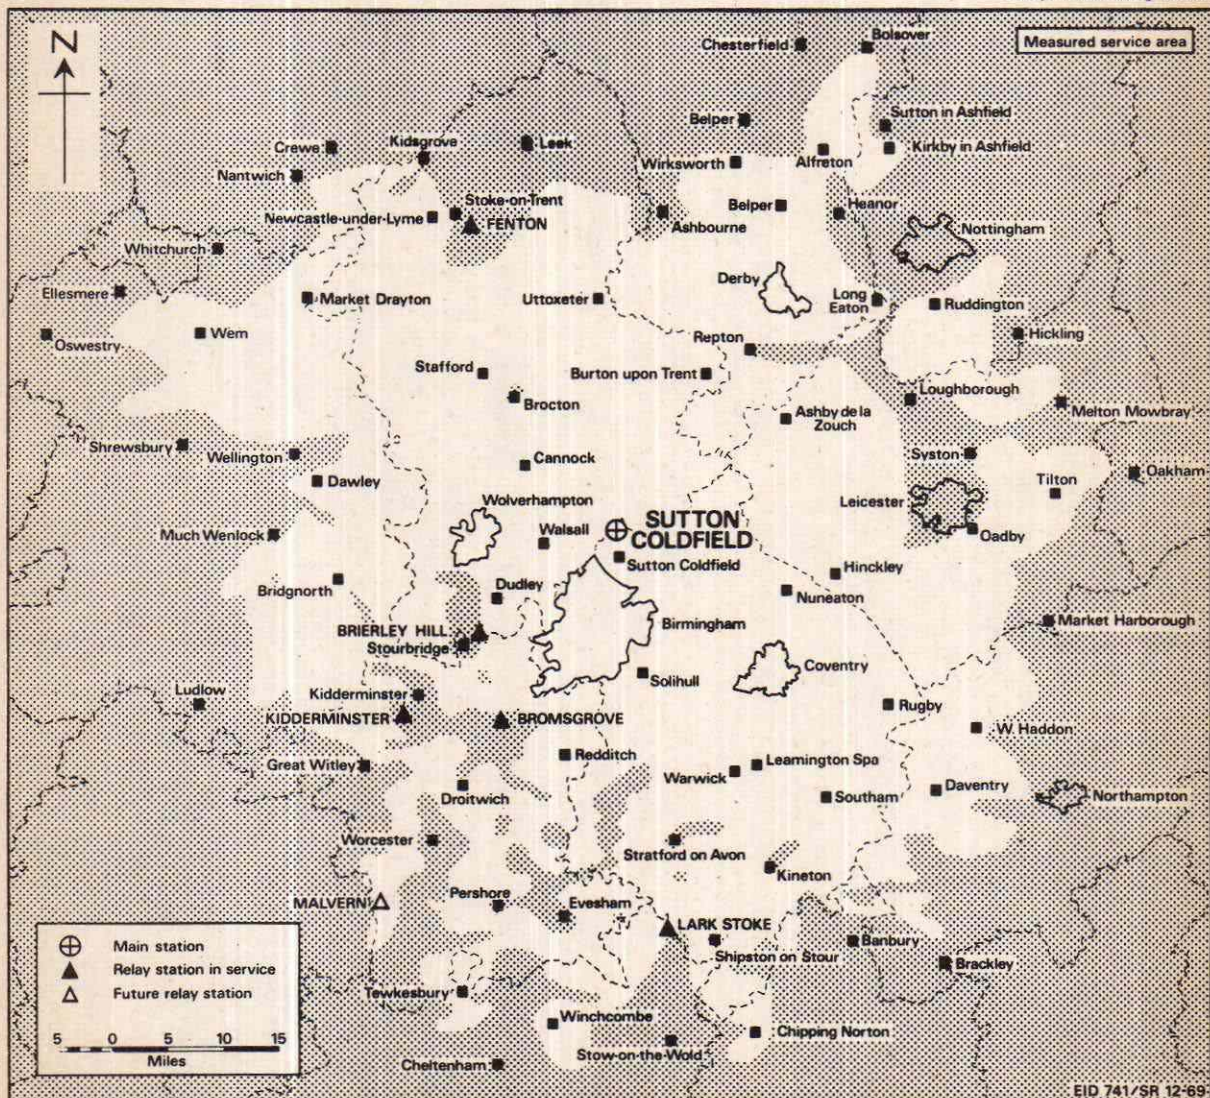 N
Measured service area
Chesterfield
Bolsover
Belper
Sutton in Ashfield
Crewe
Kidsgrove
Leek
Wirksworth
Alfreton
Kirkby in Ashfield
Nantwich
Newcastle-under-Lyme
Stoke-on-Trent
FENTON
Ashbourne
Belper
Heanor
Nottingham
Whitchurch
Derby
Ellesmere
Market Drayton
Uttoxeter
Long
Eaton
Ruddington
Oswestry
Wem
Repton
Hickling
Stafford
Burton upon Trent
Loughborough
Brocton
Ashby de la
Zouch
Melton Mowbray
Shrewsbury
Wellington
Cannock
Syston
Oakham
Dawley
Tilton
Wolverhampton
Leicester
Much Wenlock
Walsall
SUTTON
COLDFIELD
Oadby
Sutton Coldfield
Bridgnorth
Dudley
Hinckley
Nuneaton
BRIERLEY HILL
Stourbridge
Birmingham
Market Harborough
Solihull
Coventry
Ludlow
Kidderminster
KIDDERMINSTER
BROMSGROVE
Rugby
W. Haddon
Great Witley
Redditch
Warwick
Leamington Spa
Droitwich
Southam
Daventry
Northampton
Worcester
Stratford on Avon
Kineton
MALVERN
Pershore
Evesham
LARK STOKE
Shipston on Stour
Banbury
Brackley
Tewkesbury
Winchcombe
Chipping Norton
Stow-on-the-Wold
Cheltenham
Main station
Relay station in service
Future relay station
5 0 5 10 15
Miles
EID 741/SR 12-69